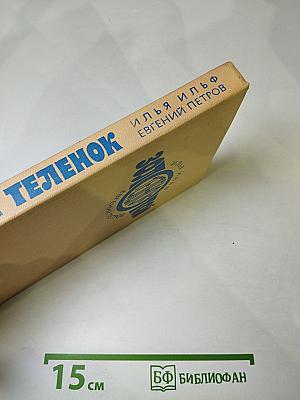 ИЛЬЯ ИЛЬФ
ЕВГЕНИЙ ПЕТРОВ
ТЕЛЕНОК
15 см
БФ БИБЛИОФАН